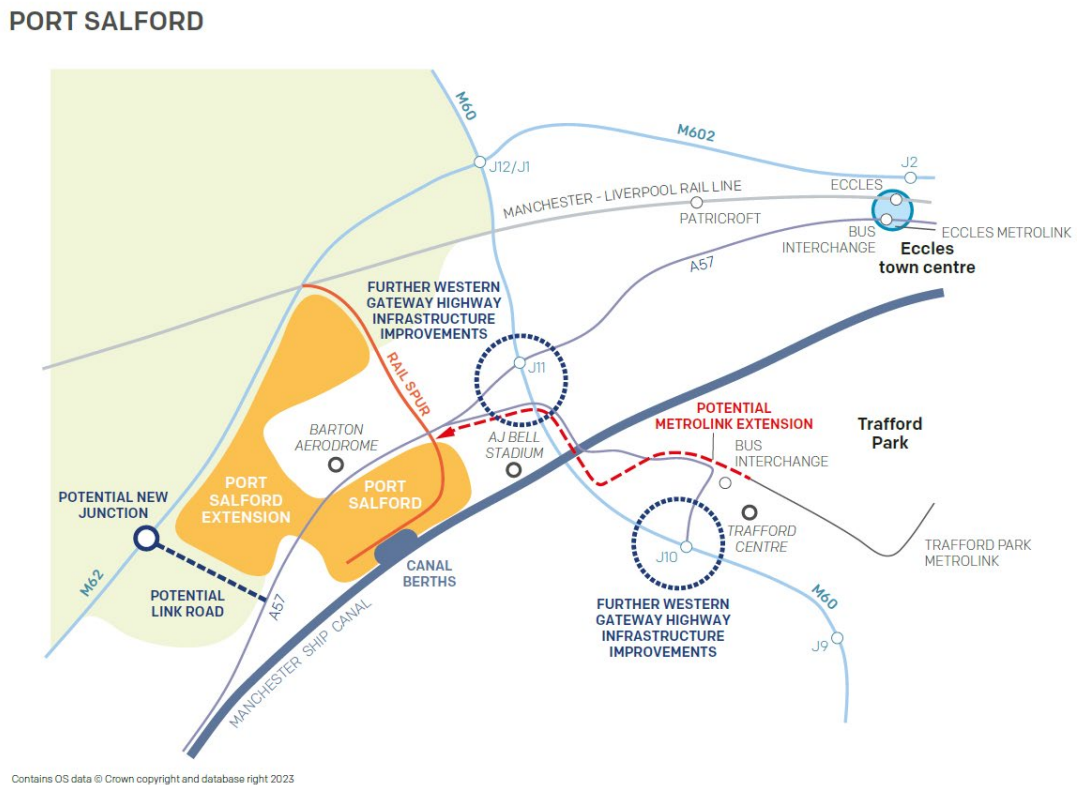 PORT SALFORD
M60
M602
J12/J1
J2
MANCHESTER - LIVERPOOL RAIL LINE
ECCLES
PATRICROFT
BUS
INTERCHANGE
ECCLES METROLINK
Eccles
town centre
A57
FURTHER WESTERN
GATEWAY HIGHWAY
INFRASTRUCTURE
IMPROVEMENTS
RAIL SPUR
J11
POTENTIAL
METROLINK EXTENSION
Trafford
Park
BARTON
AERODROME
AJ BELL
STADIUM
BUS
INTERCHANGE
PORT
SALFORD
EXTENSION
PORT
SALFORD
POTENTIAL NEW
JUNCTION
TRAFFORD
CENTRE
J10
TRAFFORD PARK
METROLINK
CANAL
BERTHS
M62
POTENTIAL
LINK ROAD
A57
MANCHESTER SHIP CANAL
FURTHER WESTERN
GATEWAY HIGHWAY
INFRASTRUCTURE
IMPROVEMENTS
M60
J9
Contains OS data © Crown copyright and database right 2023